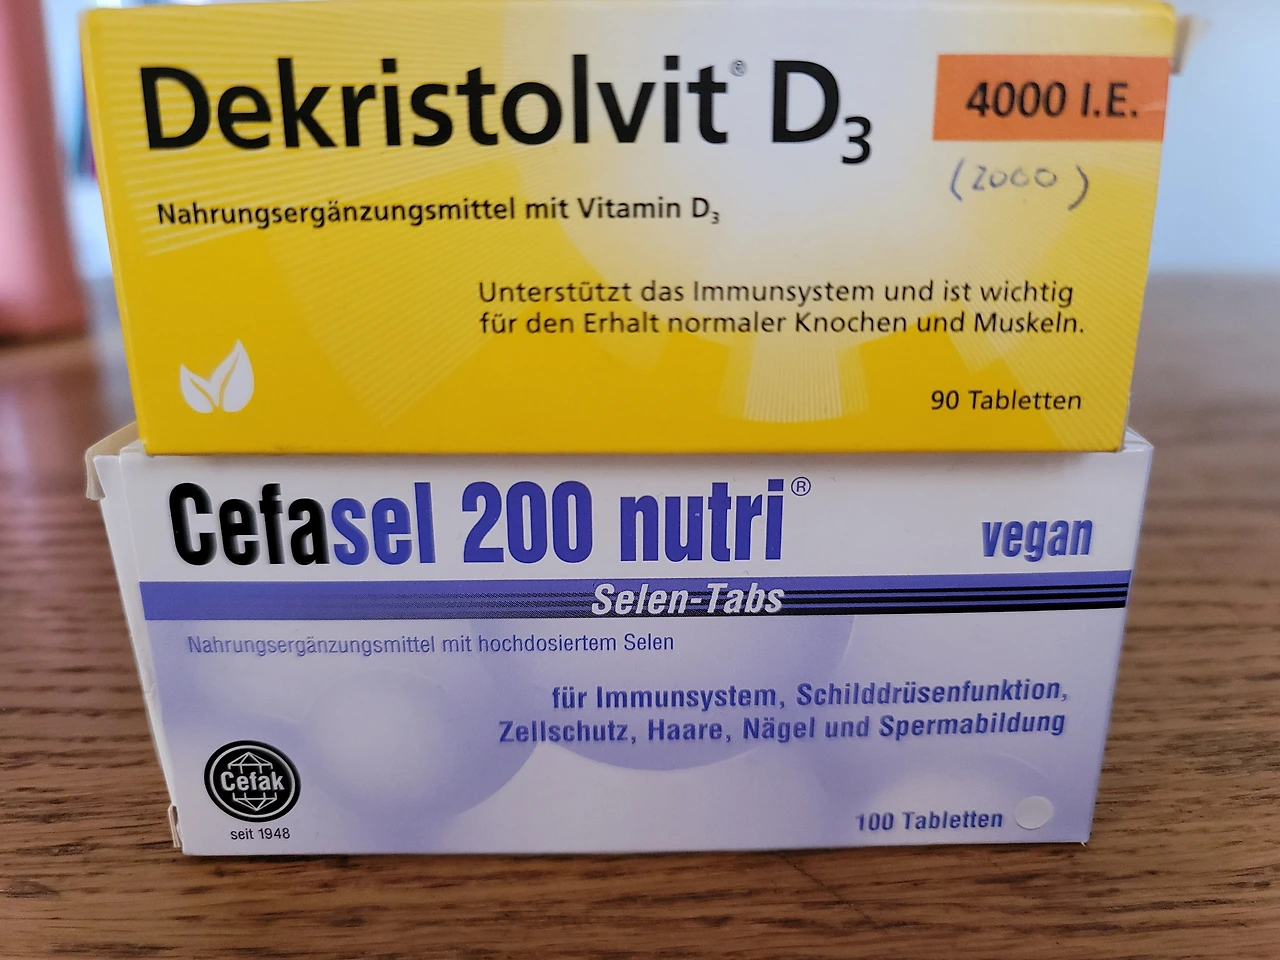 Dekristolvit® D₃
4000 I.E.
(2000)
Nahrungsergänzungsmittel mit Vitamin D₃
Unterstützt das Immunsystem und ist wichtig
für den Erhalt normaler Knochen und Muskeln.
90 Tabletten
Cefasel 200 nutri®
vegan
Selen-Tabs
Nahrungsergänzungsmittel mit hochdosiertem Selen
für Immunsystem, Schilddrüsenfunktion,
Zellschutz, Haare, Nägel und Spermabildung
Cefak
seit 1948
100 Tabletten